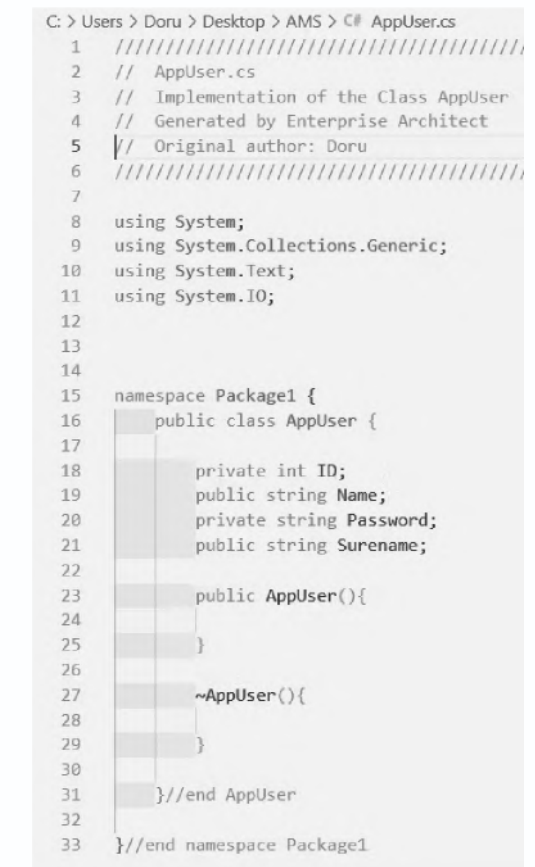 C: > Users > Doru > Desktop > AMS > C# AppUser.cs
1 ////////////////////////////////////////
2 // AppUser.cs
3 // Implementation of the Class AppUser
4 // Generated by Enterprise Architect
5 // Original author: Doru
6 ////////////////////////////////////////
7
8 using System;
9 using System.Collections.Generic;
10 using System.Text;
11 using System.IO;
12
13
14
15 namespace Package1 {
16 public class AppUser {
17
18 private int ID;
19 public string Name;
20 private string Password;
21 public string Surename;
22
23 public AppUser(){
24
25 }
26
27 ~AppUser(){
28
29 }
30
31 }//end AppUser
32
33 }//end namespace Package1